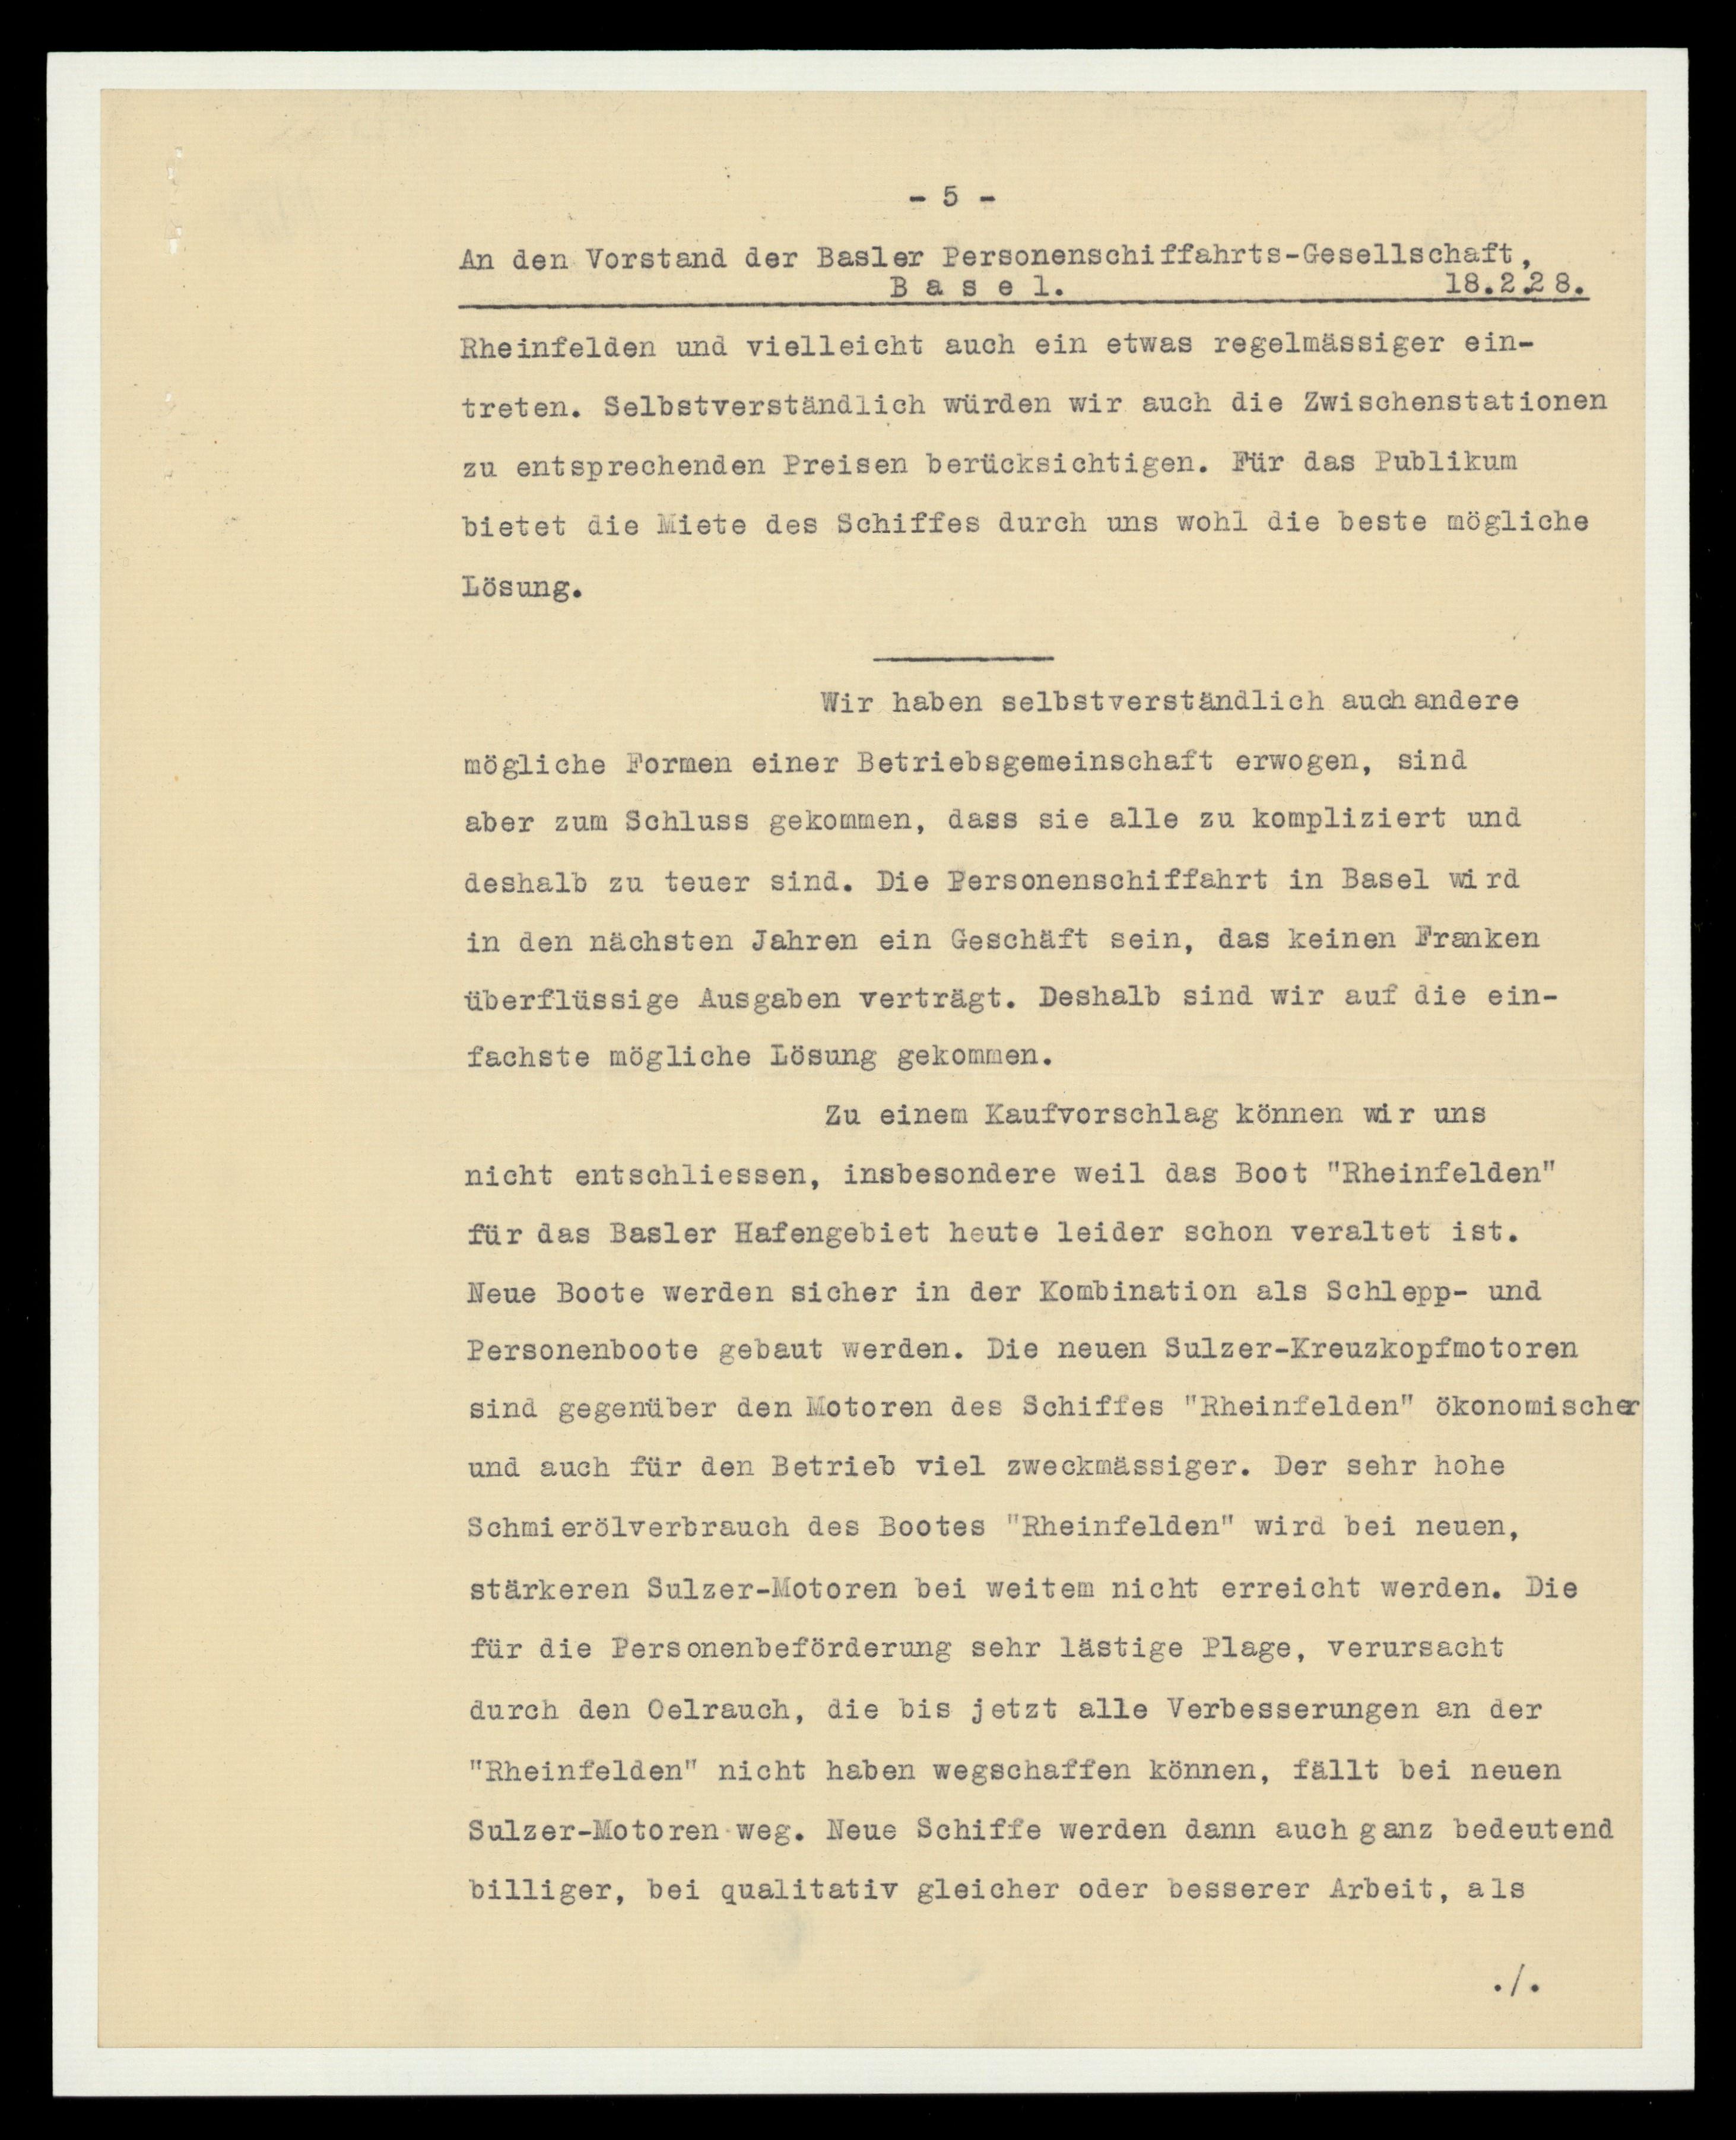 - 5 -
An den Vorstand der Basler Personenschiffahrts-Gesellschaft,
B a s e l. 18.2.28.
Rheinfelden und vielleicht auch ein etwas regelmässiger ein-
treten. Selbstverständlich würden wir auch die Zwischenstationen
zu entsprechenden Preisen berücksichtigen. Für das Publikum
bietet die Miete des Schiffes durch uns wohl die beste mögliche
Lösung.
Wir haben selbstverständlich auch andere
mögliche Formen einer Betriebsgemeinschaft erwogen, sind
aber zum Schluss gekommen, dass sie alle zu kompliziert und
deshalb zu teuer sind. Die Personenschiffahrt in Basel wird
in den nächsten Jahren ein Geschäft sein, das keinen Franken
überflüssige Ausgaben verträgt. Deshalb sind wir auf die ein-
fachste mögliche Lösung gekommen.
Zu einem Kaufvorschlag können wir uns
nicht entschliessen, insbesondere weil das Boot "Rheinfelden"
für das Basler Hafengebiet heute leider schon veraltet ist.
Neue Boote werden sicher in der Kombination als Schlepp- und
Personenboote gebaut werden. Die neuen Sulzer-Kreuzkopfmotoren
sind gegenüber den Motoren des Schiffes "Rheinfelden" ökonomischer
und auch für den Betrieb viel zweckmässiger. Der sehr hohe
Schmierölverbrauch des Bootes "Rheinfelden" wird bei neuen,
stärkeren Sulzer-Motoren bei weitem nicht erreicht werden. Die
für die Personenbeförderung sehr lästige Plage, verursacht
durch den Oelrauch, die bis jetzt alle Verbesserungen an der
"Rheinfelden" nicht haben wegschaffen können, fällt bei neuen
Sulzer-Motoren weg. Neue Schiffe werden dann auch ganz bedeutend
billiger, bei qualitativ gleicher oder besserer Arbeit, als
./.